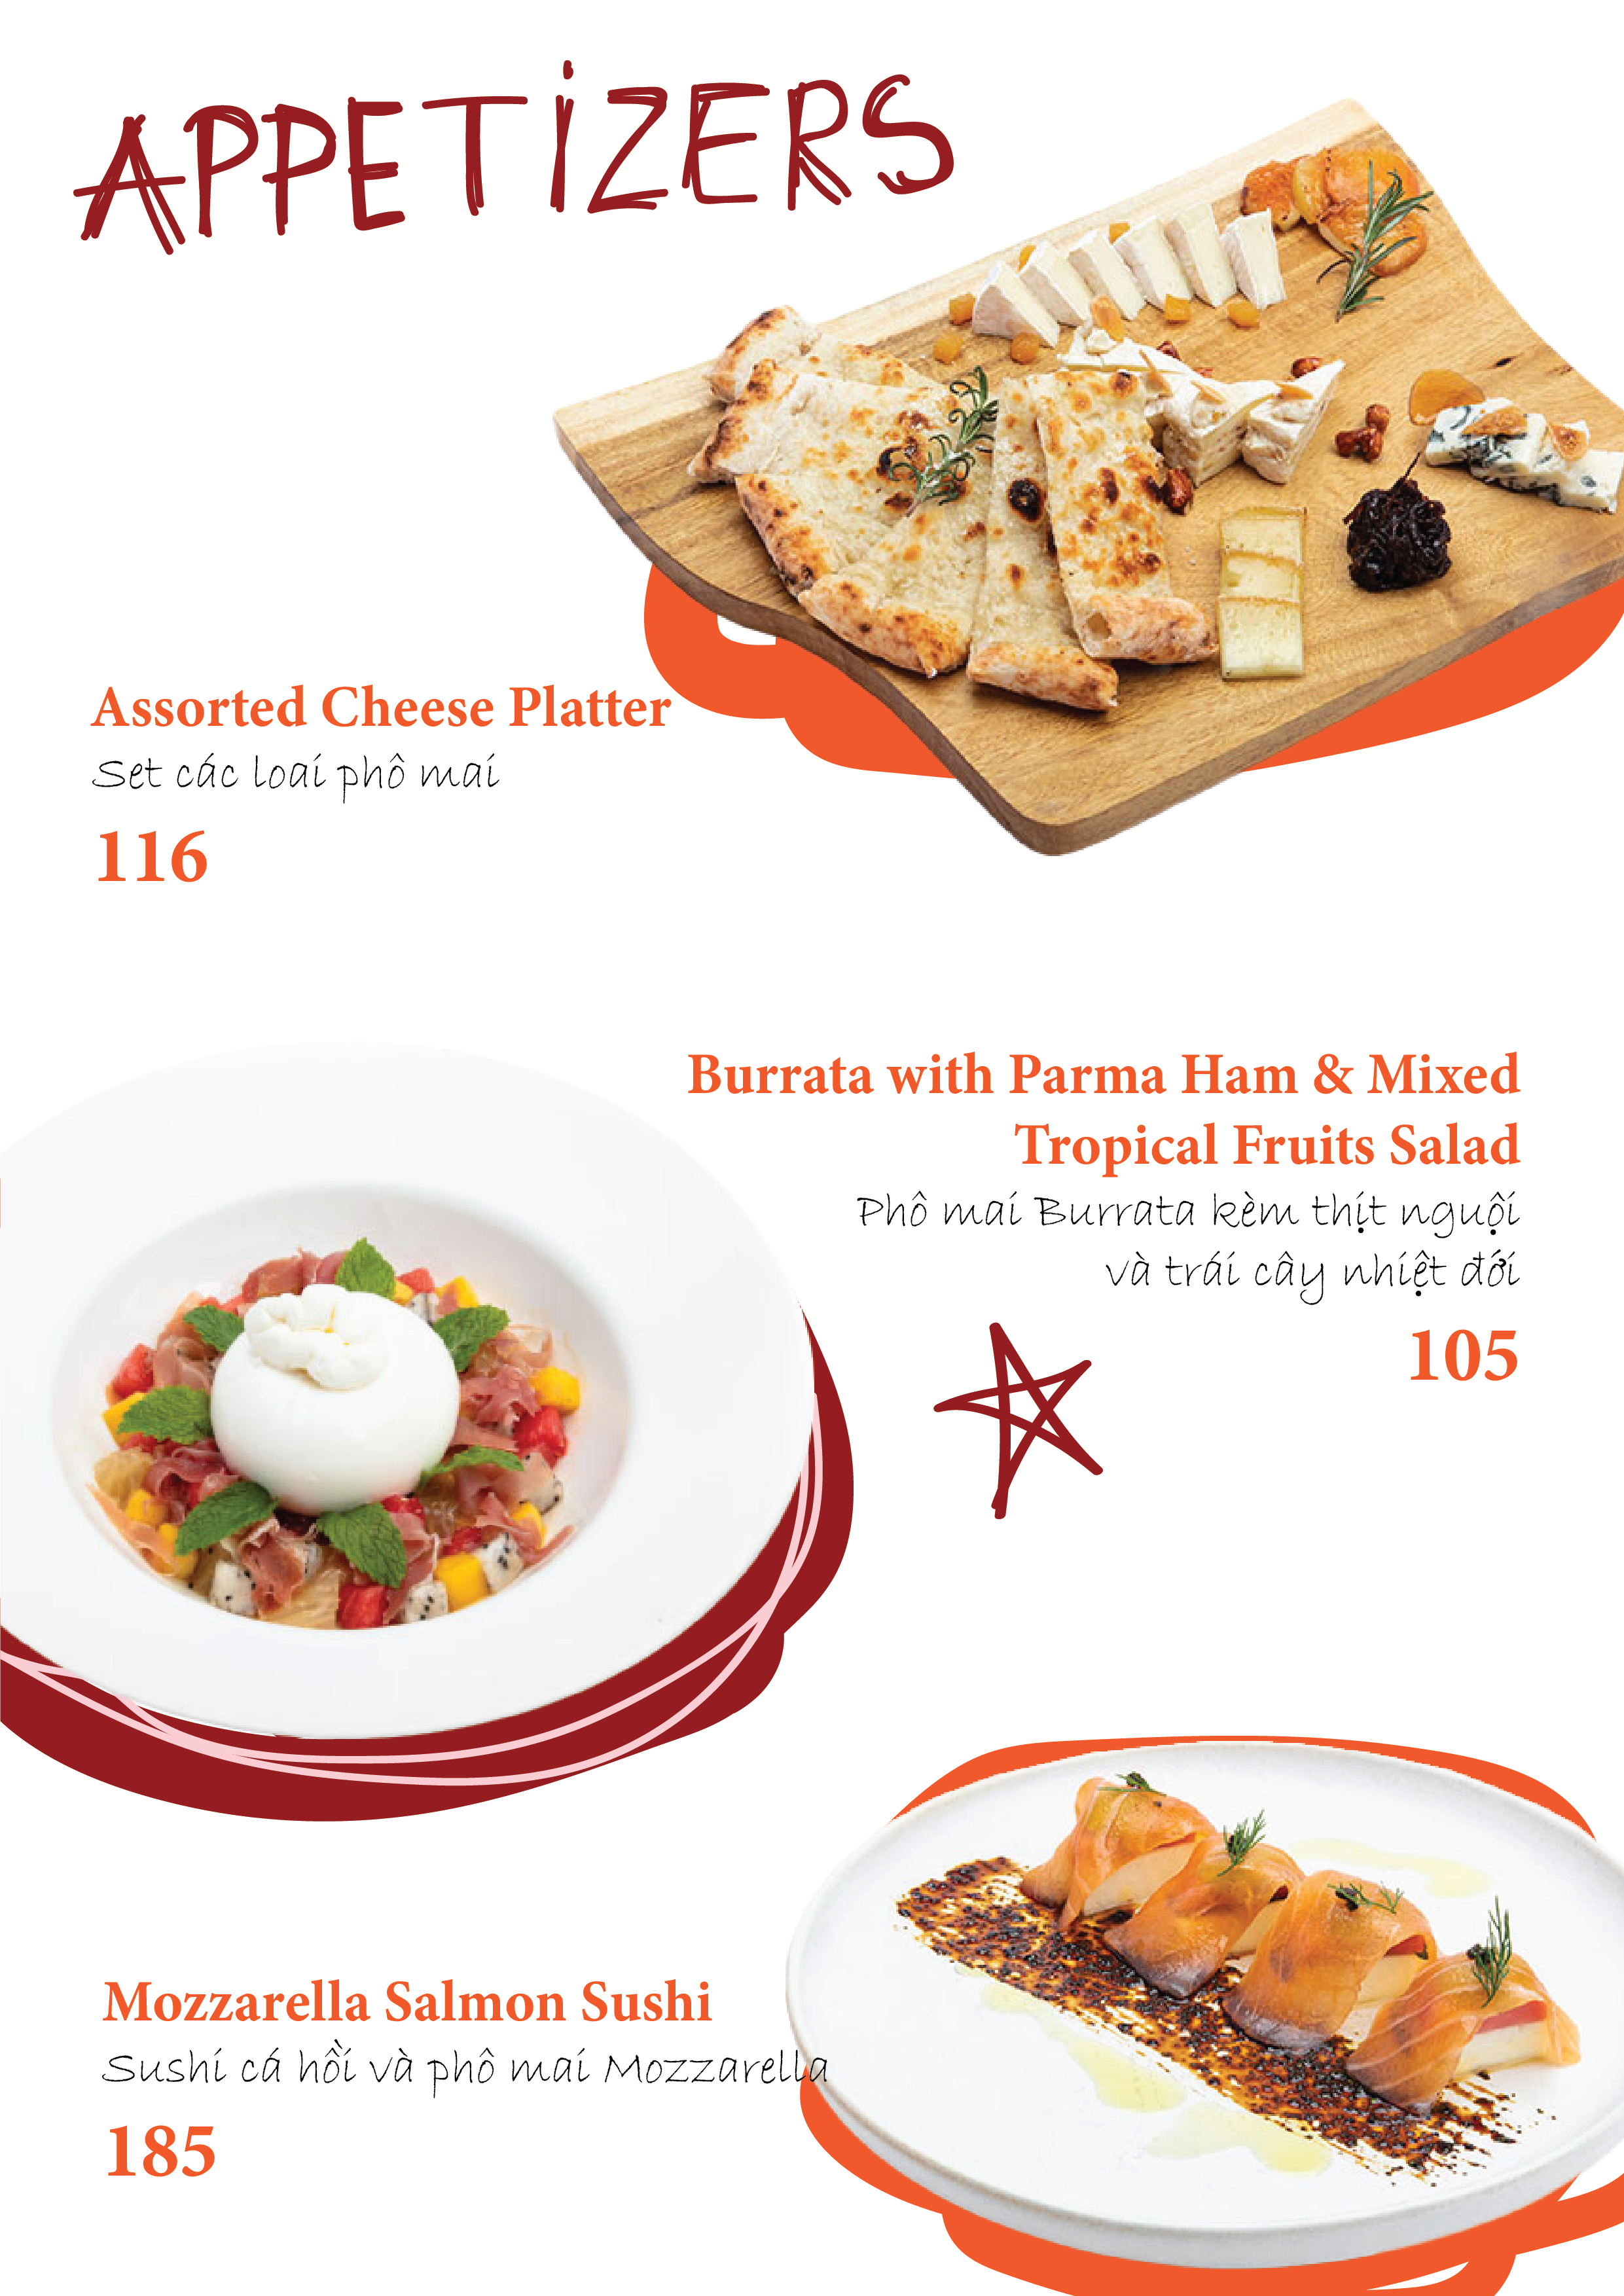 APPETIZERS
Assorted Cheese Platter
Set các loai phô mai
116
Burrata with Parma Ham & Mixed
Tropical Fruits Salad
Phô mai Burrata kèm thịt nguội
và trái cây nhiệt đới
105
Mozzarella Salmon Sushi
Sushi cá hồi và phô mai Mozzarella
185